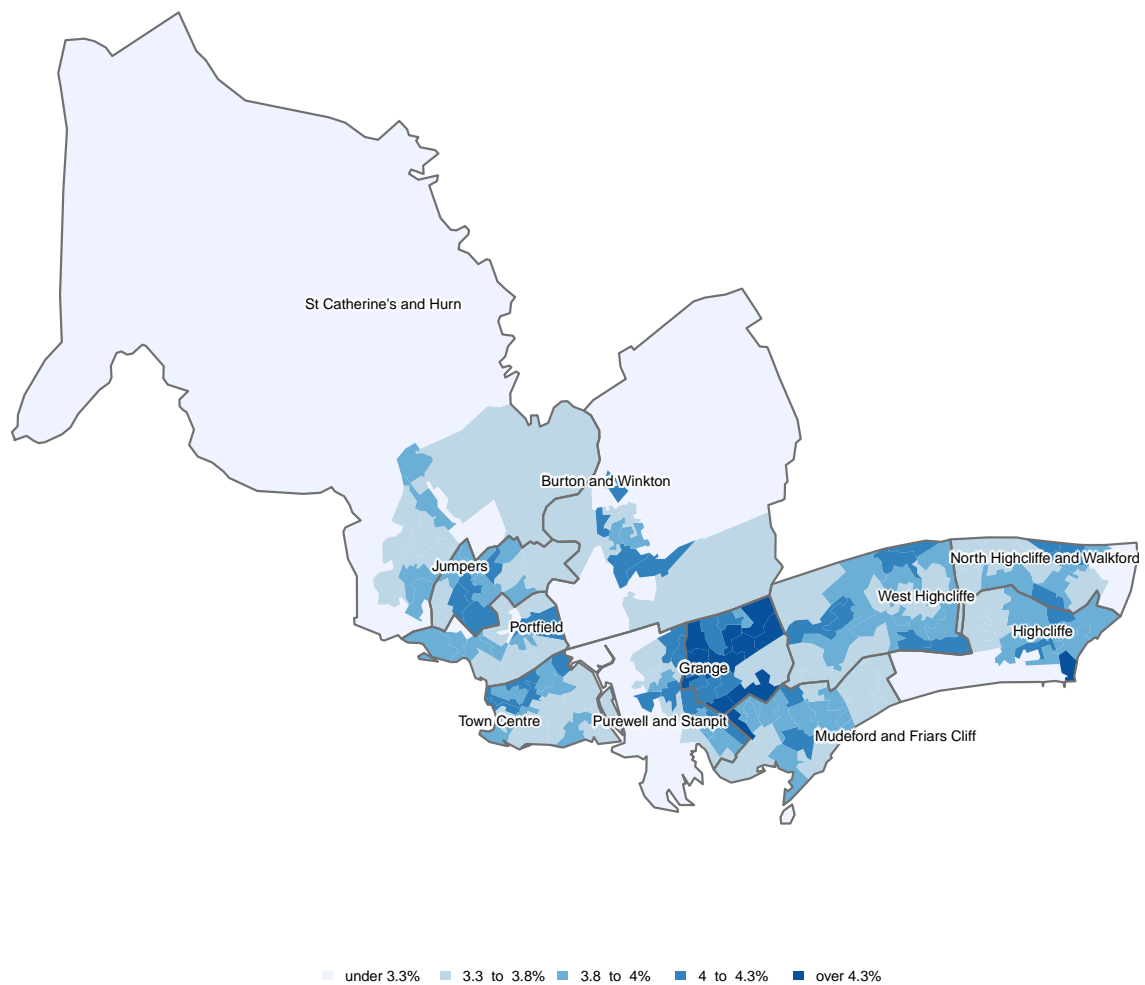 St Catherine's and Hurn
Burton and Winkton
North Highcliffe and Walkford
Jumpers
West Highcliffe
Portfield
Highcliffe
Grange
Town Centre
Purewell and Stanpit
Mudeford and Friars Cliff
under 3.3% 3.3 to 3.8% 3.8 to 4% 4 to 4.3% over 4.3%